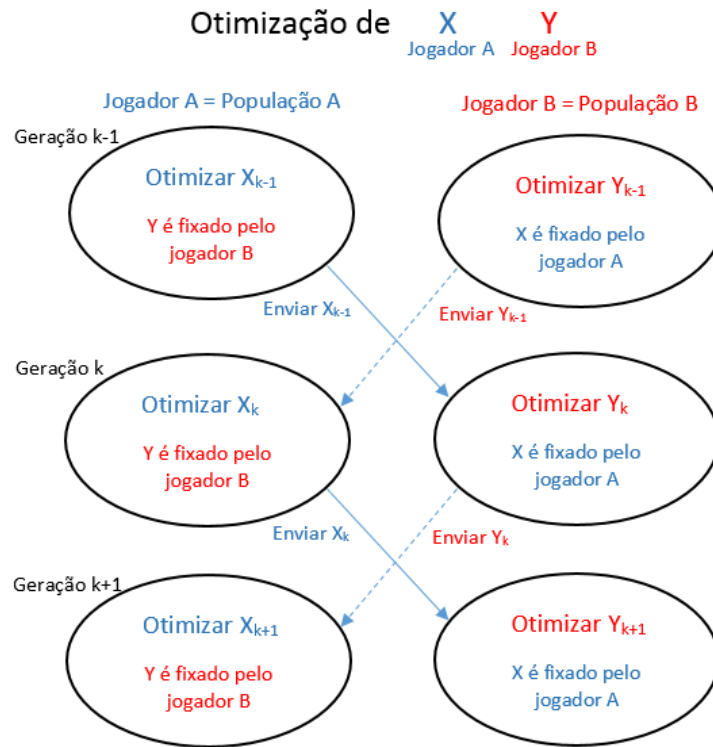 Otimização de X Y
Jogador A Jogador B
Jogador A = População A
Jogador B = População B
Geração k-1
Otimizar Xk-1
Y é fixado pelo
jogador B
Otimizar Yk-1
X é fixado pelo
jogador A
Enviar Xk-1
Enviar Yk-1
Geração k
Otimizar Xk
Y é fixado pelo
jogador B
Otimizar Yk
X é fixado pelo
jogador A
Enviar Xk
Enviar Yk
Geração k+1
Otimizar Xk+1
Y é fixado pelo
jogador B
Otimizar Yk+1
X é fixado pelo
jogador A